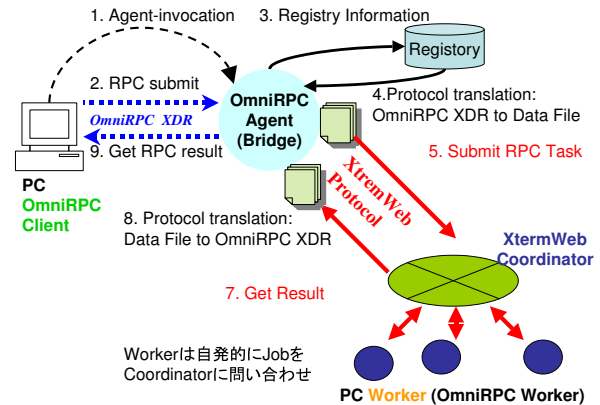 1. Agent-invocation
3. Registry Information
Registory
2. RPC submit
OmniRPC XDR
9. Get RPC result
OmniRPC
Agent
(Bridge)
4.Protocol translation:
OmniRPC XDR to Data File
5. Submit RPC Task
XtremWeb
Protocol
PC
OmniRPC
Client
8. Protocol translation:
Data File to OmniRPC XDR
XtermWeb
Coordinator
7. Get Result
Workerは自発的にJobを
Coordinatorに問い合わせ
PC Worker (OmniRPC Worker)